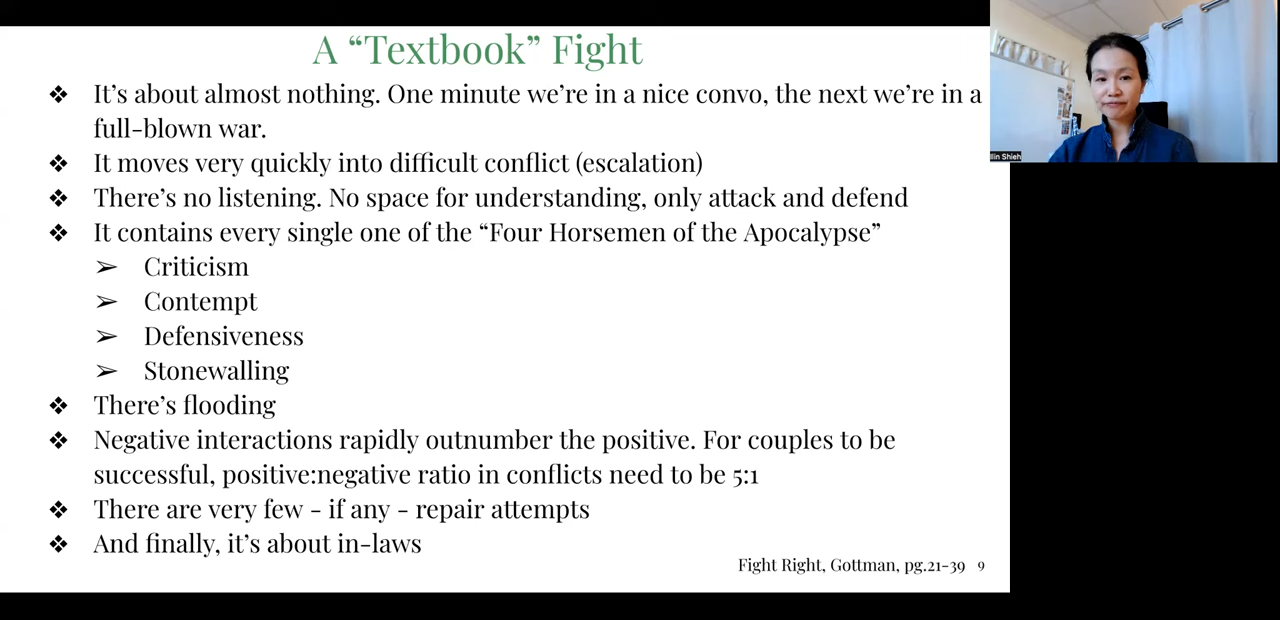 A “Textbook” Fight
❖ It’s about almost nothing. One minute we’re in a nice convo, the next we’re in a
full-blown war.
❖ It moves very quickly into difficult conflict (escalation)
❖ There’s no listening. No space for understanding, only attack and defend
❖ It contains every single one of the “Four Horsemen of the Apocalypse”
➢ Criticism
➢ Contempt
➢ Defensiveness
➢ Stonewalling
❖ There’s flooding
❖ Negative interactions rapidly outnumber the positive. For couples to be
successful, positive:negative ratio in conflicts need to be 5:1
❖ There are very few - if any - repair attempts
❖ And finally, it’s about in-laws
Fight Right, Gottman, pg.21-39 9
Shieh